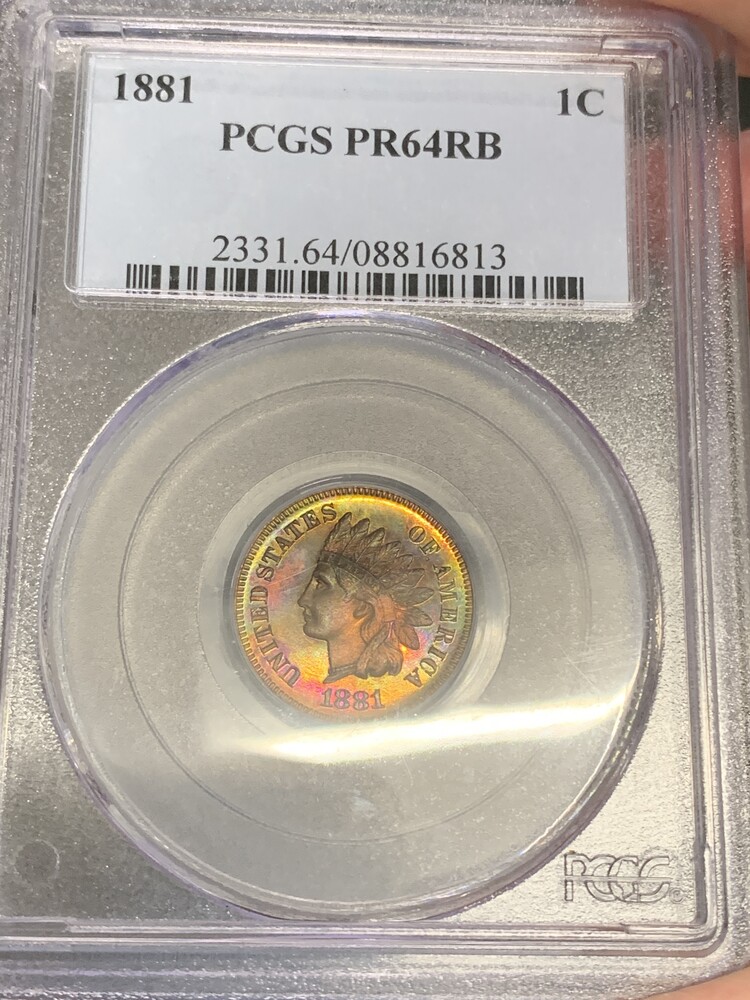 1881 1C
PCGS PR64RB
2331.64/08816813
UNITED STATES OF AMERICA
1881
PCGS